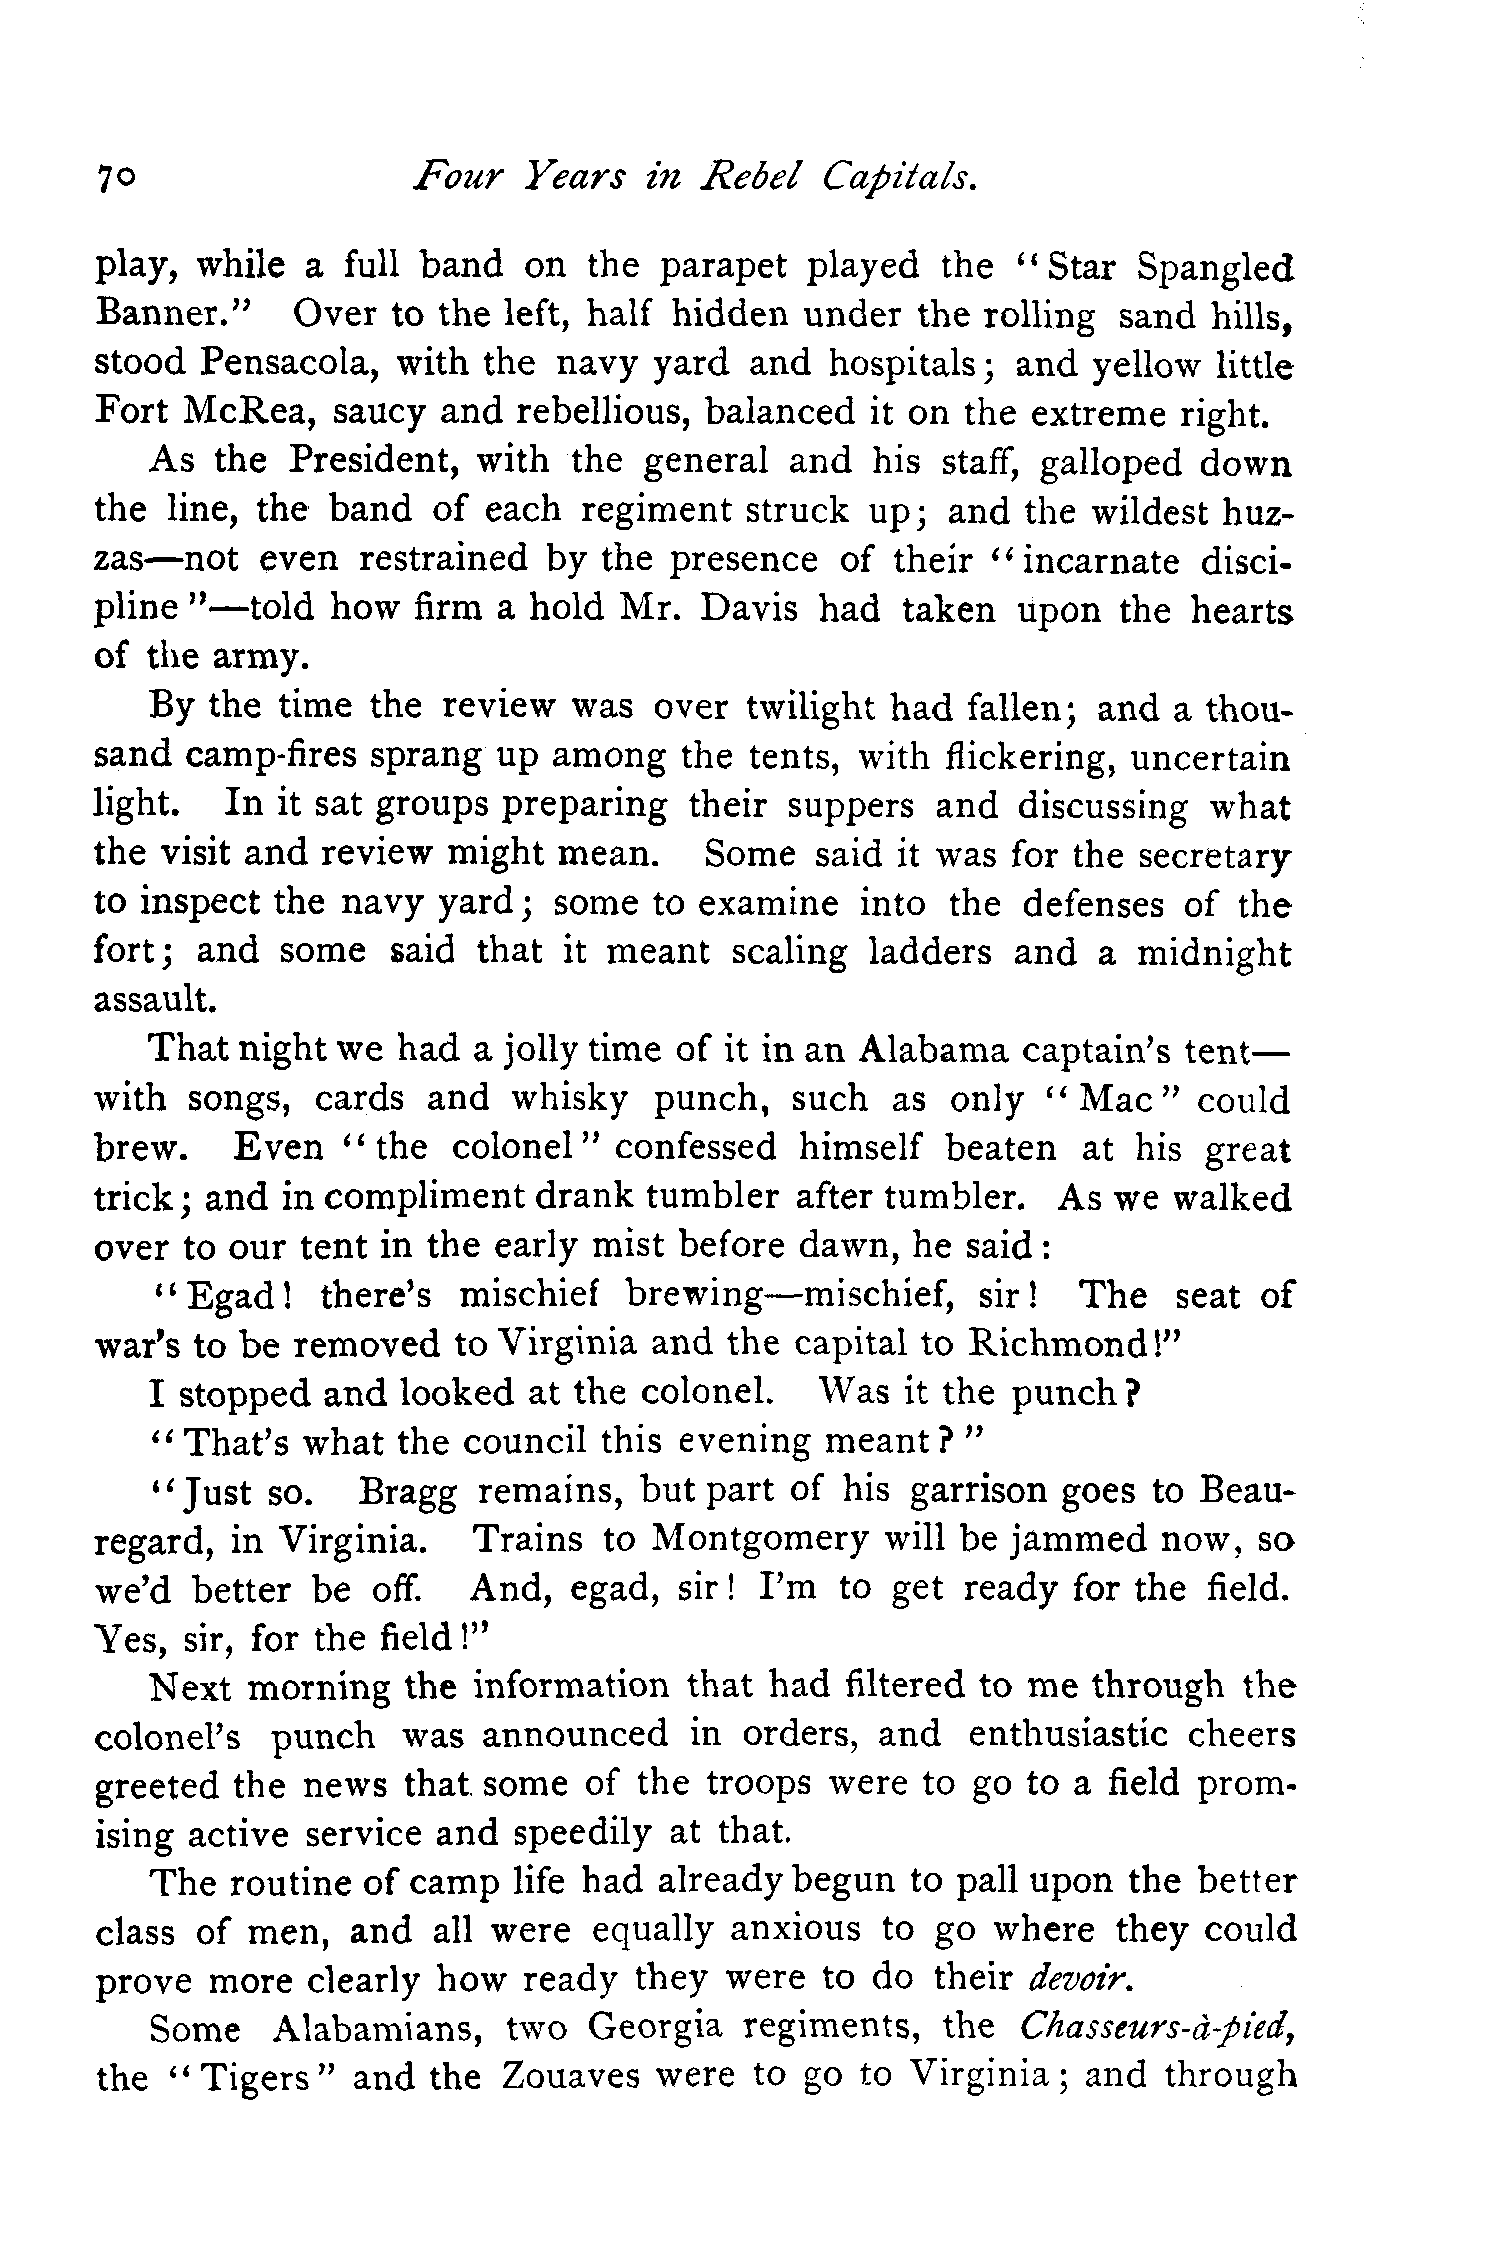 70 Four Years in Rebel Capitals.
play, while a full band on the parapet played the "Star Spangled
Banner." Over to the left, half hidden under the rolling sand hills,
stood Pensacola, with the navy yard and hospitals; and yellow little
Fort McRea, saucy and rebellious, balanced it on the extreme right.
As the President, with the general and his staff, galloped down
the line, the band of each regiment struck up; and the wildest huz-
zas—not even restrained by the presence of their "incarnate disci-
pline"—told how firm a hold Mr. Davis had taken upon the hearts
of the army.
By the time the review was over twilight had fallen; and a thou-
sand camp-fires sprang up among the tents, with flickering, uncertain
light. In it sat groups preparing their suppers and discussing what
the visit and review might mean. Some said it was for the secretary
to inspect the navy yard; some to examine into the defenses of the
fort; and some said that it meant scaling ladders and a midnight
assault.
That night we had a jolly time of it in an Alabama captain's tent—
with songs, cards and whisky punch, such as only "Mac" could
brew. Even "the colonel" confessed himself beaten at his great
trick; and in compliment drank tumbler after tumbler. As we walked
over to our tent in the early mist before dawn, he said:
"Egad! there's mischief brewing—mischief, sir! The seat of
war's to be removed to Virginia and the capital to Richmond!"
I stopped and looked at the colonel. Was it the punch?
"That's what the council this evening meant?"
"Just so. Bragg remains, but part of his garrison goes to Beau-
regard, in Virginia. Trains to Montgomery will be jammed now, so
we'd better be off. And, egad, sir! I'm to get ready for the field.
Yes, sir, for the field!"
Next morning the information that had filtered to me through the
colonel's punch was announced in orders, and enthusiastic cheers
greeted the news that some of the troops were to go to a field prom-
ising active service and speedily at that.
The routine of camp life had already begun to pall upon the better
class of men, and all were equally anxious to go where they could
prove more clearly how ready they were to do their devoir.
Some Alabamians, two Georgia regiments, the Chasseurs-à-pied,
the "Tigers" and the Zouaves were to go to Virginia; and through